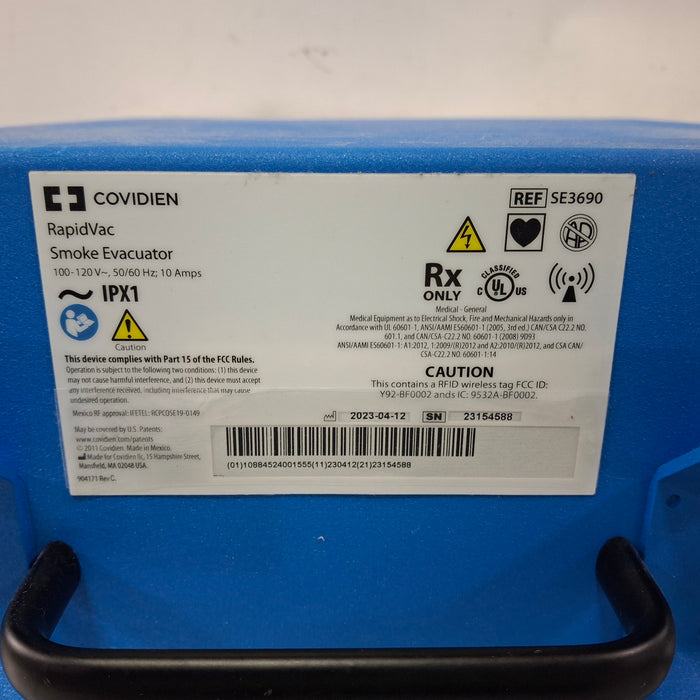 COVIDIEN
RapidVac
Smoke Evacuator
100-120 V~, 50/60 Hz; 10 Amps
IPX1
Caution
This device complies with Part 15 of the FCC Rules.
Operation is subject to the following two conditions: (1) this device
may not cause harmful interference, and (2) this device must accept
any interference received, including interference that may cause
undesired operation.
Mexico RF approval: IFETEL: RCPCOSE19-0149
May be covered by U.S. Patents:
www.covidien.com/patents
© 2011 Covidien. Made in Mexico.
Made for Covidien llc, 15 Hampshire Street,
Mansfield, MA 02048 USA.
904171 Rev C.
REF SE3690
Rx
ONLY
CLASSIFIED
C UL US
Medical - General
Medical Equipment as to Electrical Shock, Fire and Mechanical Hazards only in
Accordance with UL 60601-1, ANSI/AAMI ES60601-1 (2005, 3rd ed.) CAN/CSA C22.2 NO.
601.1, and CAN/CSA-C22.2 NO. 60601-1 (2008) 9D93
ANSI/AAMI ES60601-1: A1:2012, 1:2009/(R)2012 and A2:2010/(R)2012, and CSA CAN/
CSA-C22.2 NO. 60601-1:14
CAUTION
This contains a RFID wireless tag FCC ID:
Y92-BF0002 and IC: 9532A-BF0002.
2023-04-12 SN 23154588
(01)10884524001555(11)230412(21)23154588